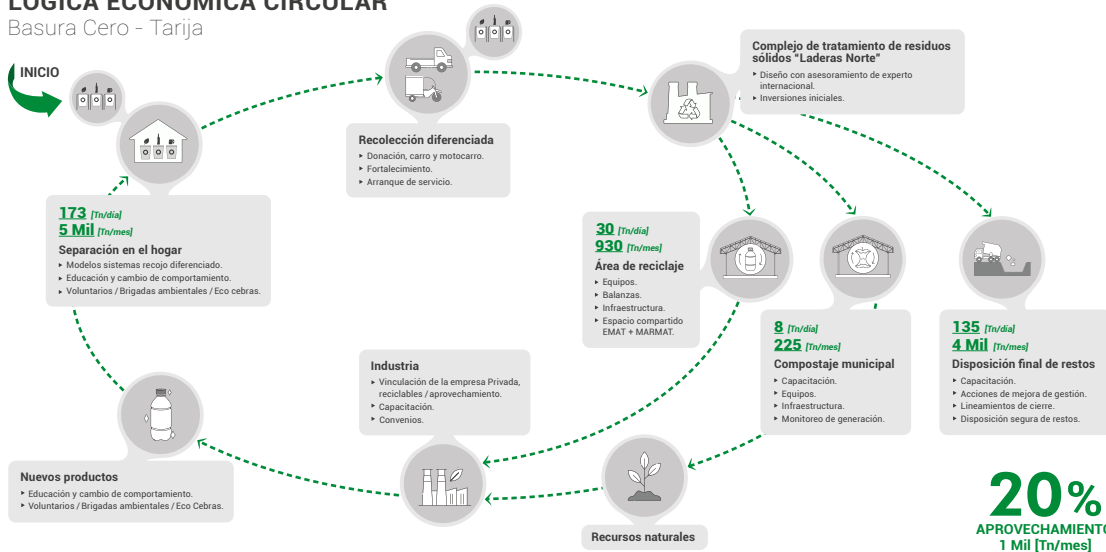 LÓGICA ECONÓMICA CIRCULAR
Basura Cero - Tarija
INICIO
173 [Tn/día]
5 Mil [Tn/mes]
Separación en el hogar
▸ Modelos sistemas recojo diferenciado.
▸ Educación y cambio de comportamiento.
▸ Voluntarios / Brigadas ambientales / Eco cebras.
Recolección diferenciada
▸ Donación, carro y motocarro.
▸ Fortalecimiento.
▸ Arranque de servicio.
Complejo de tratamiento de residuos
sólidos "Laderas Norte"
▸ Diseño con asesoramiento de experto
internacional.
▸ Inversiones iniciales.
30 [Tn/día]
930 [Tn/mes]
Área de reciclaje
▸ Equipos.
▸ Balanzas.
▸ Infraestructura.
▸ Espacio compartido
EMAT + MARMAT.
8 [Tn/día]
225 [Tn/mes]
Compostaje municipal
▸ Capacitación.
▸ Equipos.
▸ Infraestructura.
▸ Monitoreo de generación.
135 [Tn/día]
4 Mil [Tn/mes]
Disposición final de restos
▸ Capacitación.
▸ Acciones de mejora de gestión.
▸ Lineamientos de cierre.
▸ Disposición segura de restos.
Industria
▸ Vinculación de la empresa Privada,
reciclables / aprovechamiento.
▸ Capacitación.
▸ Convenios.
Nuevos productos
▸ Educación y cambio de comportamiento.
▸ Voluntarios / Brigadas ambientales / Eco Cebras.
Recursos naturales
20%
APROVECHAMIENTO
1 Mil [Tn/mes]